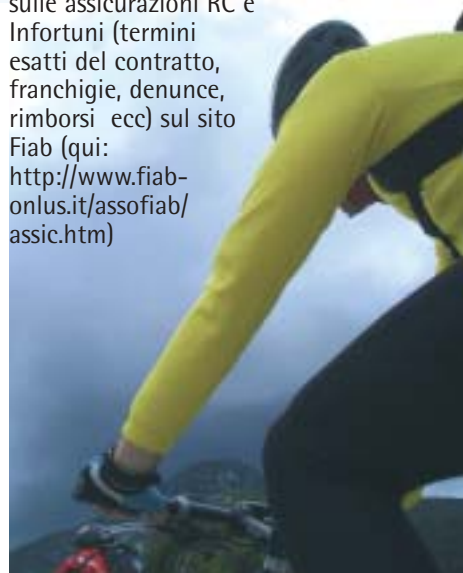 sulle assicurazioni RC e
Infortuni (termini
esatti del contratto,
franchigie, denunce,
rimborsi  ecc) sul sito
Fiab (qui:
http://www.fiab-
onlus.it/assofiab/
assic.htm)